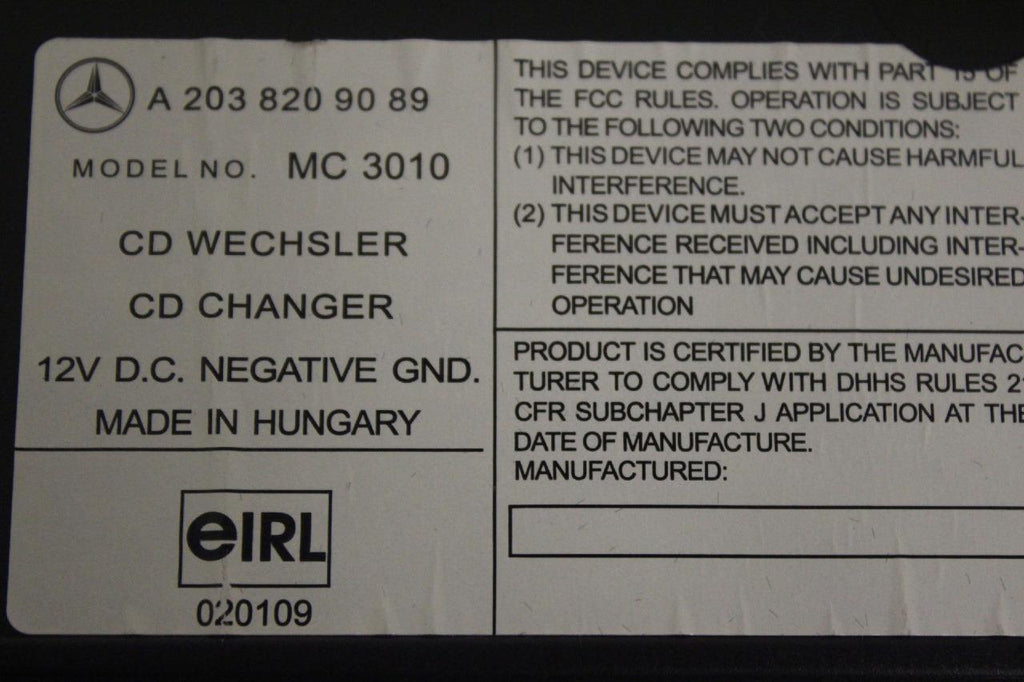 A 203 820 90 89
MODEL NO. MC 3010
CD WECHSLER
CD CHANGER
12V D.C. NEGATIVE GND.
MADE IN HUNGARY
eIRL
020109
THIS DEVICE COMPLIES WITH PART 15 OF
THE FCC RULES. OPERATION IS SUBJECT
TO THE FOLLOWING TWO CONDITIONS:
(1) THIS DEVICE MAY NOT CAUSE HARMFUL
INTERFERENCE.
(2) THIS DEVICE MUST ACCEPT ANY INTER-
FERENCE RECEIVED INCLUDING INTER-
FERENCE THAT MAY CAUSE UNDESIRED
OPERATION
PRODUCT IS CERTIFIED BY THE MANUFAC
TURER TO COMPLY WITH DHHS RULES
CFR SUBCHAPTER J APPLICATION AT THE
DATE OF MANUFACTURE.
MANUFACTURED: